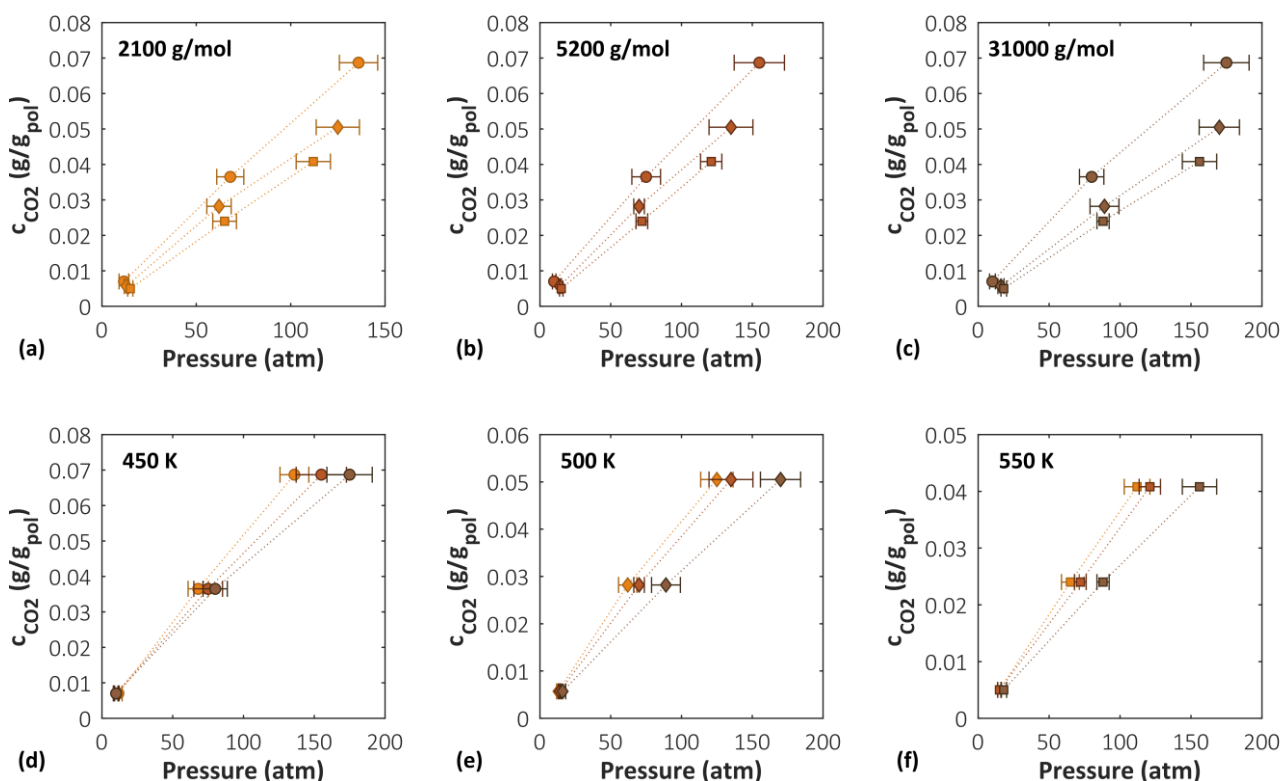 2100 g/mol
0.08
0.07
0.06
0.05
0.04
0.03
0.02
0.01
0
c_CO2 (g/g_pol)
0 50 100 150
Pressure (atm)
(a)
5200 g/mol
0.08
0.07
0.06
0.05
0.04
0.03
0.02
0.01
0
c_CO2 (g/g_pol)
0 50 100 150 200
Pressure (atm)
(b)
31000 g/mol
0.08
0.07
0.06
0.05
0.04
0.03
0.02
0.01
0
c_CO2 (g/g_pol)
0 50 100 150 200
Pressure (atm)
(c)
450 K
0.08
0.07
0.06
0.05
0.04
0.03
0.02
0.01
0
c_CO2 (g/g_pol)
0 50 100 150 200
Pressure (atm)
(d)
500 K
0.06
0.05
0.04
0.03
0.02
0.01
0
c_CO2 (g/g_pol)
0 50 100 150 200
Pressure (atm)
(e)
550 K
0.05
0.04
0.03
0.02
0.01
0
c_CO2 (g/g_pol)
0 50 100 150 200
Pressure (atm)
(f)